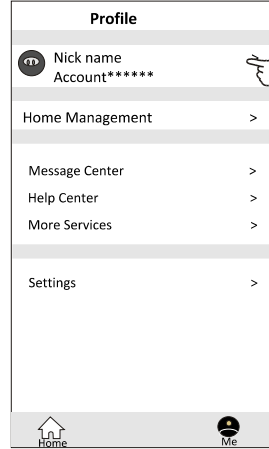 Profile
Nick name
Account******
Home Management >
Message Center >
Help Center >
More Services >
Settings >
Home Me